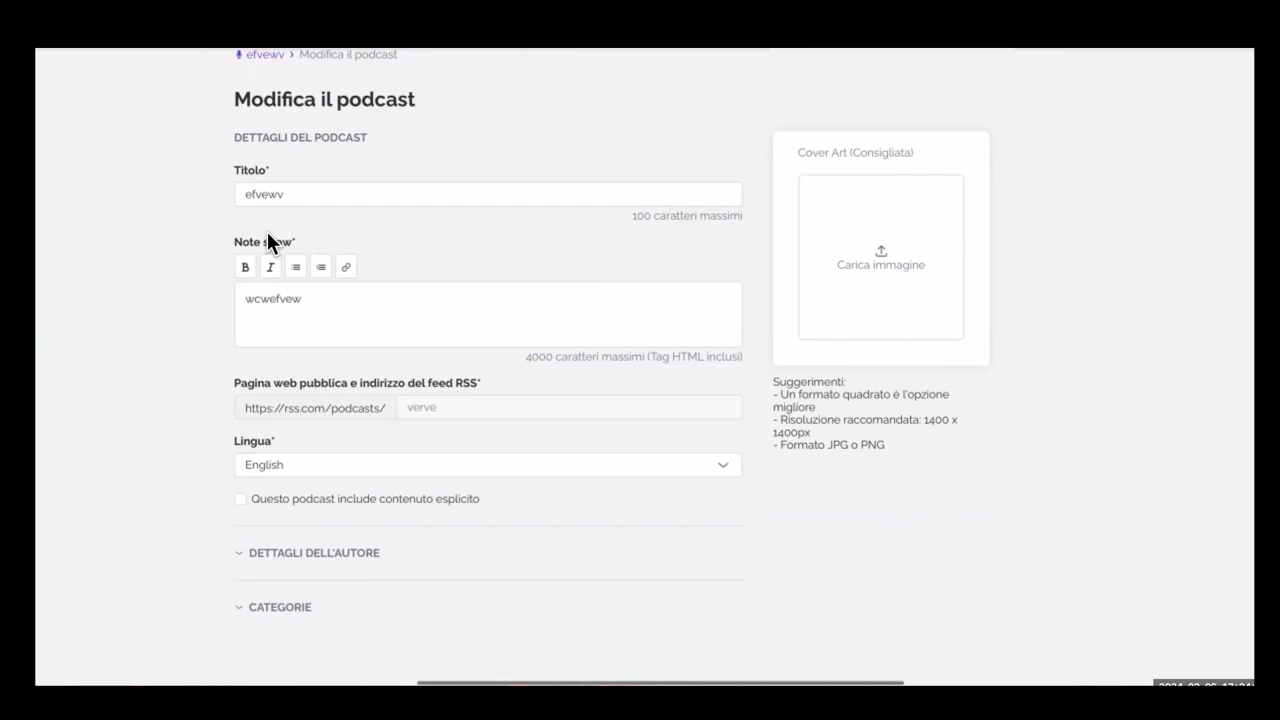 efvewv › Modifica il podcast
Modifica il podcast
DETTAGLI DEL PODCAST
Titolo*
efvewv
100 caratteri massimi
Note
B I
wcwefvew
4000 caratteri massimi (Tag HTML inclusi)
Pagina web pubblica e indirizzo del feed RSS*
https://rss.com/podcasts/ verve
Lingua*
English
Questo podcast include contenuto esplicito
DETTAGLI DELL'AUTORE
CATEGORIE
Cover Art (Consigliata)
Carica immagine
Suggerimenti:
- Un formato quadrato è l'opzione
migliore
- Risoluzione raccomandata: 1400 x
1400px
- Formato JPG o PNG